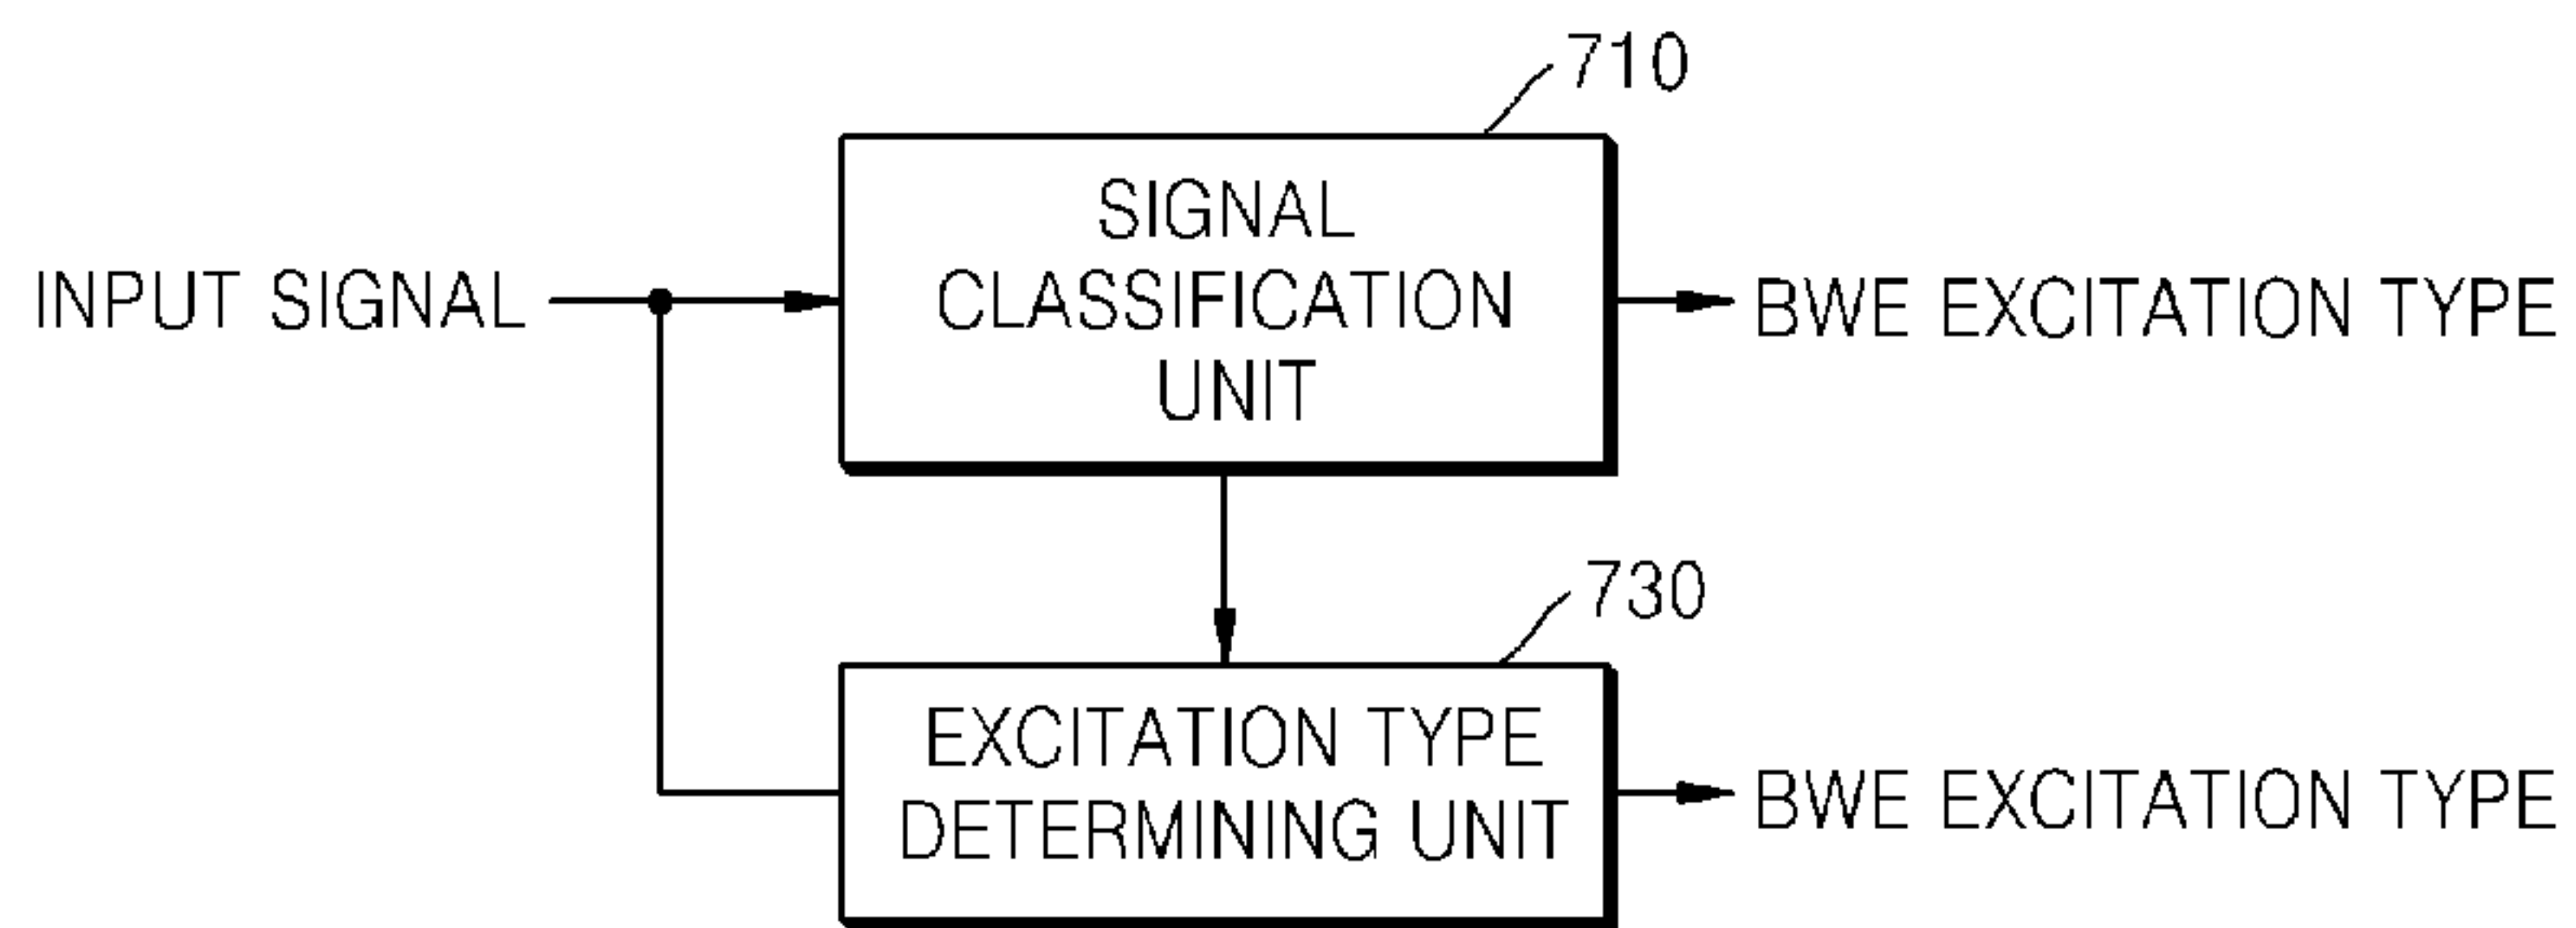 710
SIGNAL
CLASSIFICATION
UNIT
INPUT SIGNAL
BWE EXCITATION TYPE
730
EXCITATION TYPE
DETERMINING UNIT
BWE EXCITATION TYPE